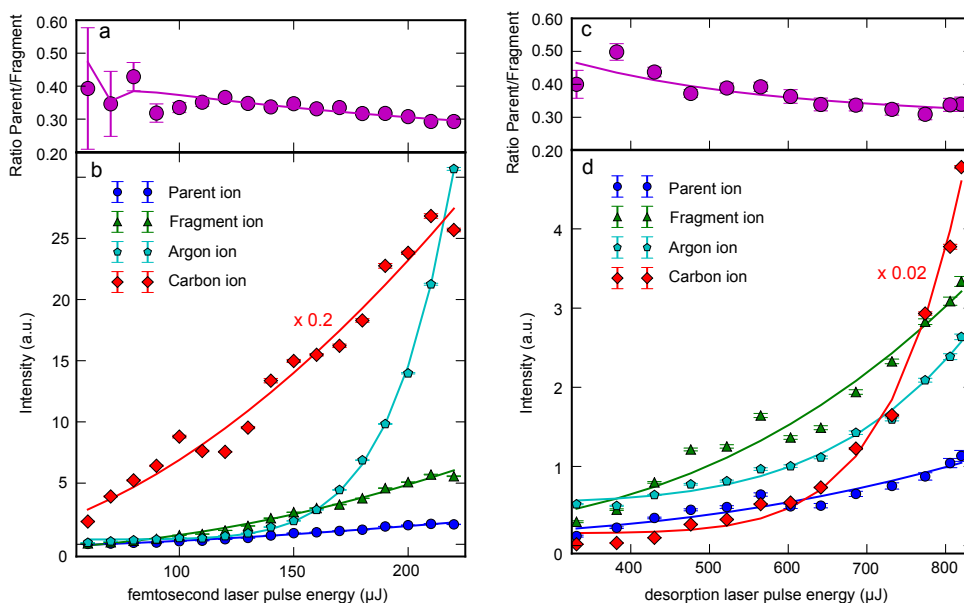 a
Ratio Parent/Fragment
0.60
0.50
0.40
0.30
0.20
b
Parent ion
Fragment ion
Argon ion
Carbon ion
x 0.2
Intensity (a.u.)
25
20
15
10
5
0
100
150
200
femtosecond laser pulse energy (µJ)
c
Ratio Parent/Fragment
0.60
0.50
0.40
0.30
0.20
d
Parent ion
Fragment ion
Argon ion
Carbon ion
x 0.02
Intensity (a.u.)
4
3
2
1
0
400
500
600
700
800
desorption laser pulse energy (µJ)